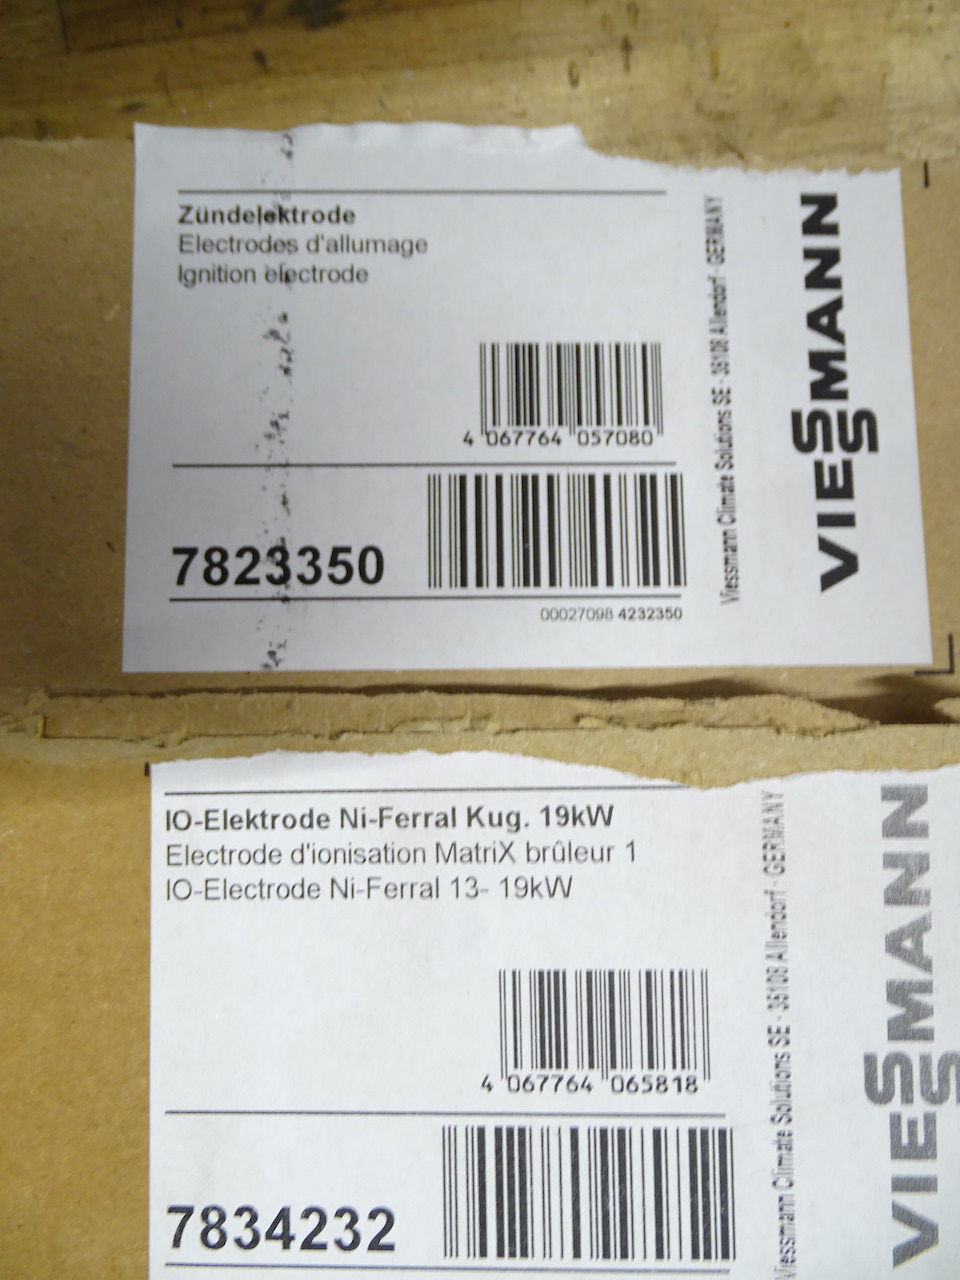 Zündelektrode
Electrodes d'allumage
Ignition electrode
4 067764 057080
7823350
00027098 4232350
Viessmann Climate Solutions SE · 35108 Allendorf · GERMANY
VIESSMANN
IO-Elektrode Ni-Ferral Kug. 19kW
Electrode d'ionisation MatriX brûleur 1
IO-Electrode Ni-Ferral 13- 19kW
4 067764 065818
7834232
Viessmann Climate Solutions SE · 35108 Allendorf · GERMANY
VIESSMANN